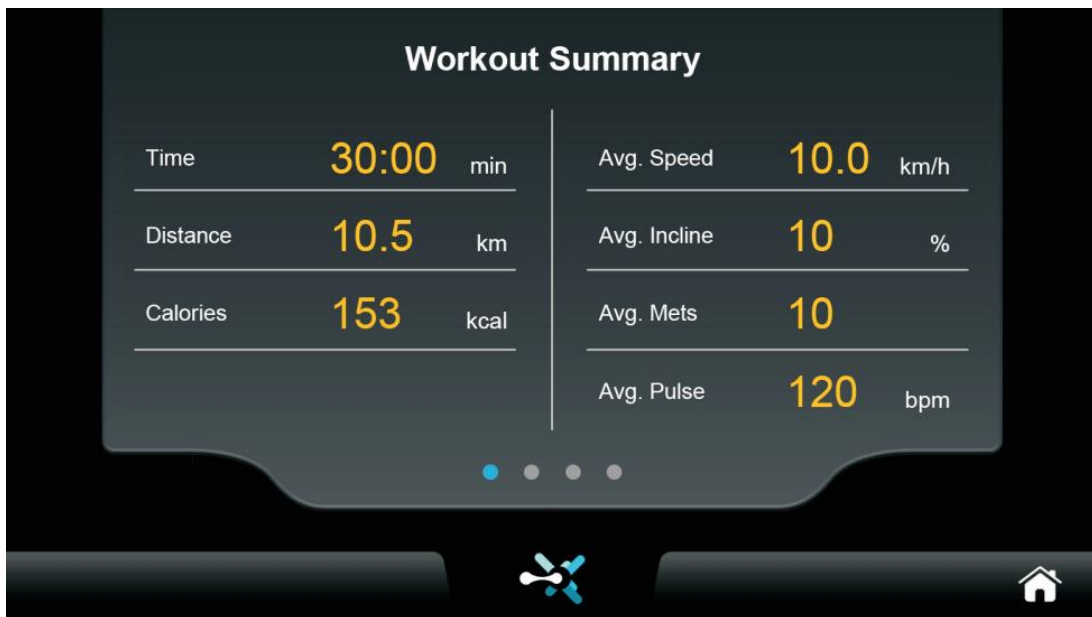 Workout Summary
Time 30:00 min
Distance 10.5 km
Calories 153 kcal
Avg. Speed 10.0 km/h
Avg. Incline 10 %
Avg. Mets 10
Avg. Pulse 120 bpm